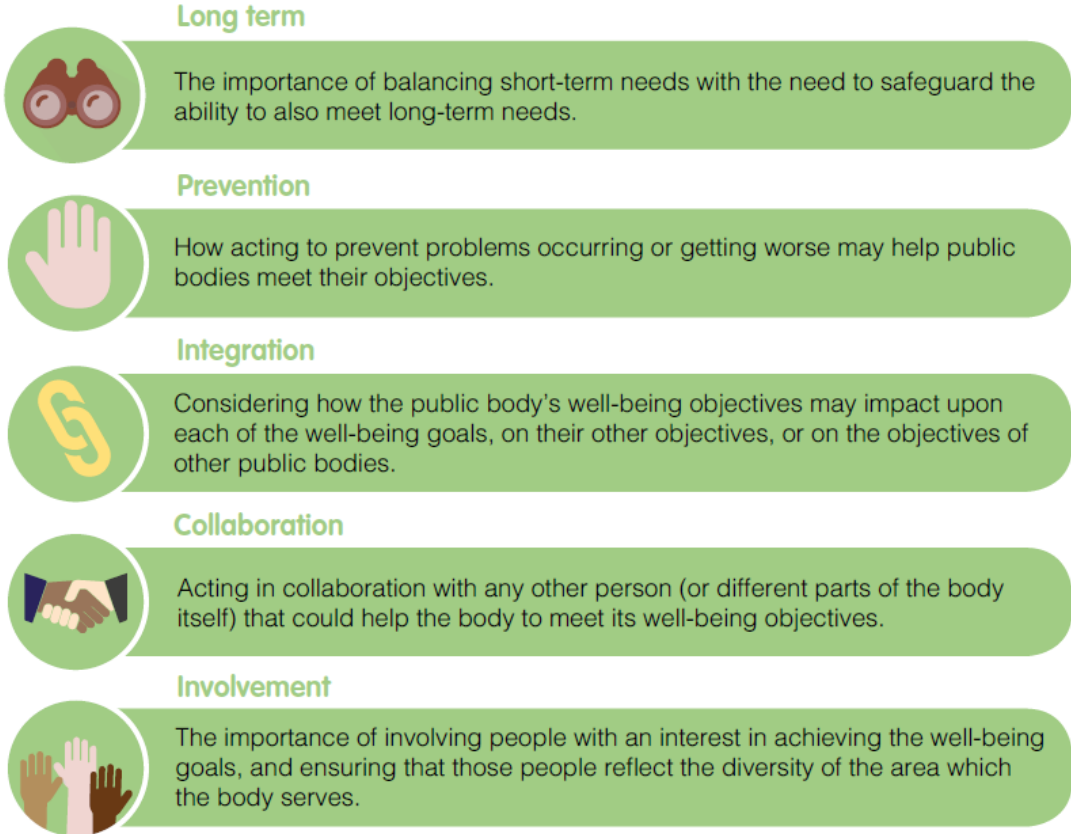 Long term
The importance of balancing short-term needs with the need to safeguard the
ability to also meet long-term needs.
Prevention
How acting to prevent problems occurring or getting worse may help public
bodies meet their objectives.
Integration
Considering how the public body’s well-being objectives may impact upon
each of the well-being goals, on their other objectives, or on the objectives of
other public bodies.
Collaboration
Acting in collaboration with any other person (or different parts of the body
itself) that could help the body to meet its well-being objectives.
Involvement
The importance of involving people with an interest in achieving the well-being
goals, and ensuring that those people reflect the diversity of the area which
the body serves.